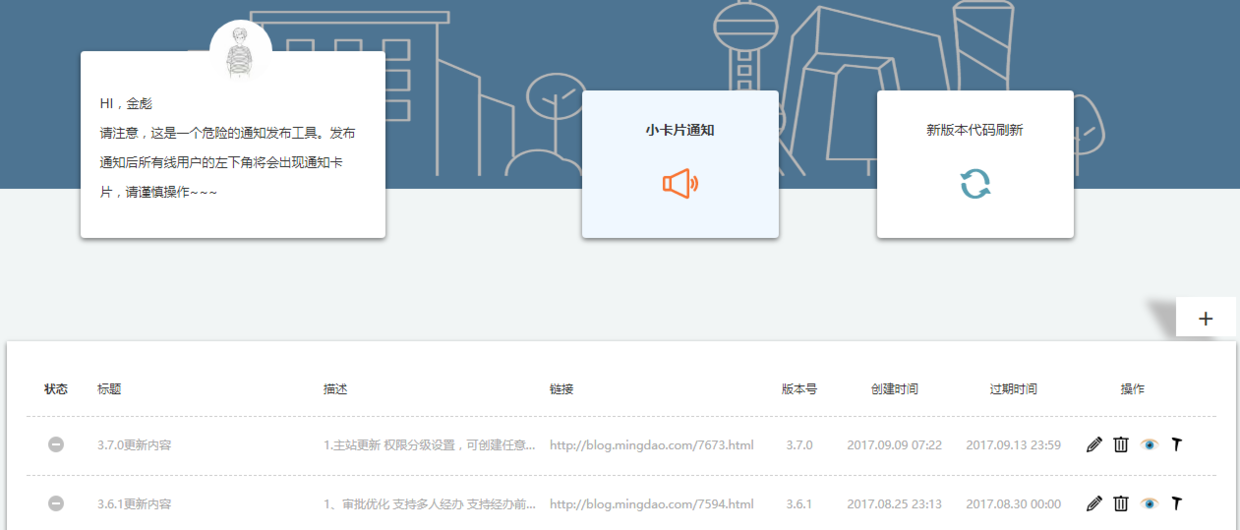 HI，金彪
请注意，这是一个危险的通知发布工具。发布
通知后所有线用户的左下角将会出现通知卡
片，请谨慎操作~~~
小卡片通知
新版本代码刷新
+
状态 标题 描述 链接 版本号 创建时间 过期时间 操作
3.7.0更新内容 1.主站更新 权限分级设置，可创建任意... http://blog.mingdao.com/7673.html 3.7.0 2017.09.09 07:22 2017.09.13 23:59
3.6.1更新内容 1、审批优化 支持多人经办 支持经办前... http://blog.mingdao.com/7594.html 3.6.1 2017.08.25 23:13 2017.08.30 00:00